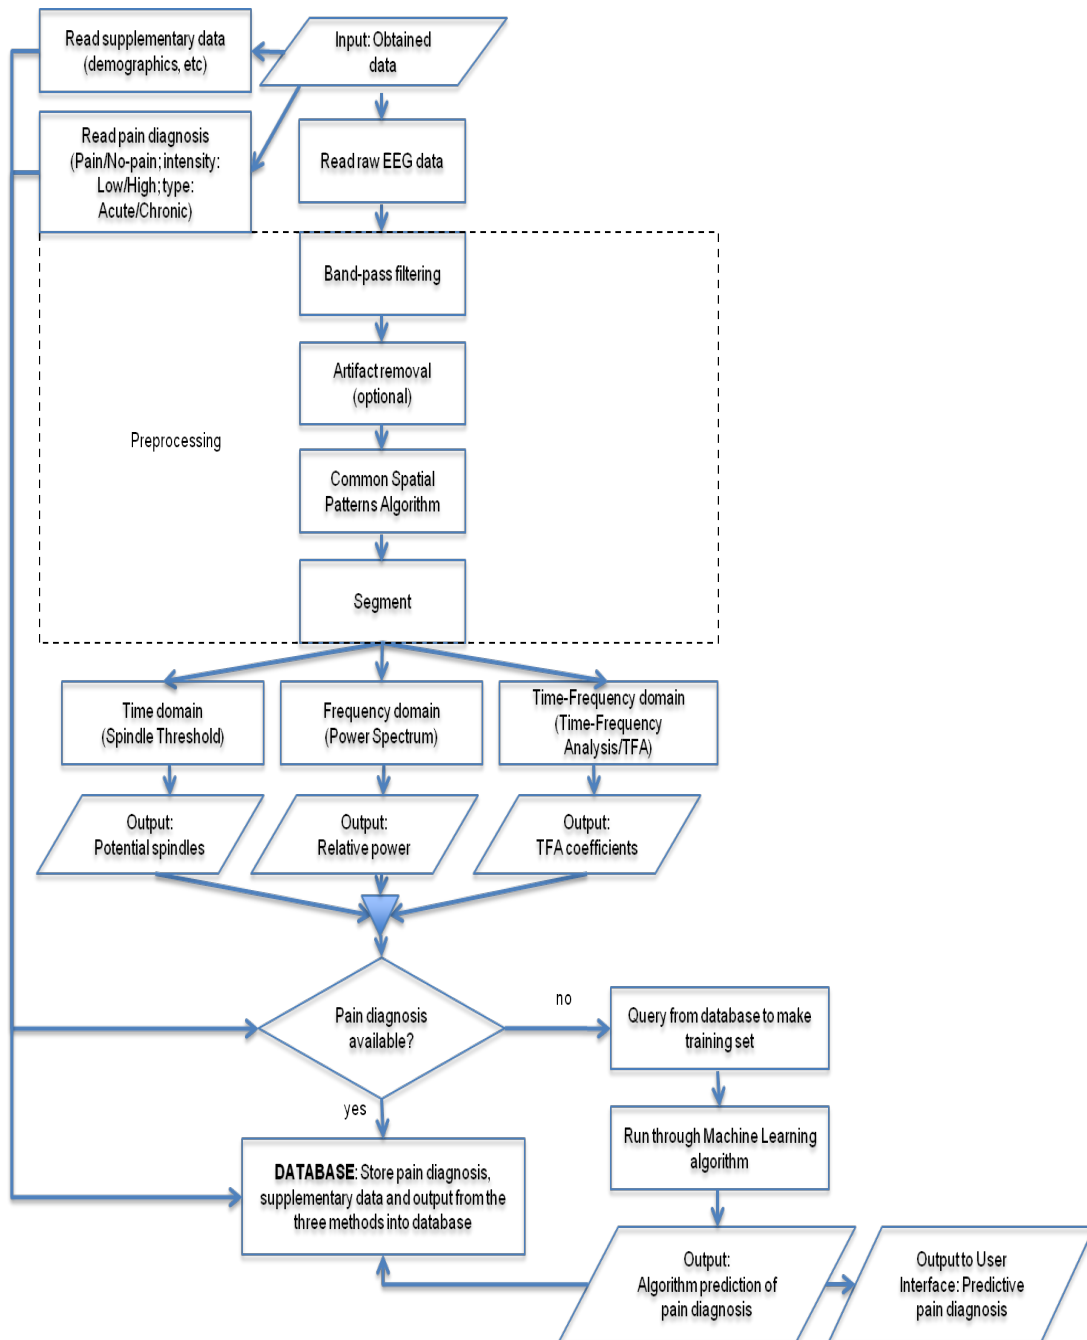 Read supplementary data
(demographics, etc)
Input: Obtained
data
Read pain diagnosis
(Pain/No-pain; intensity:
Low/High; type:
Acute/Chronic)
Read raw EEG data
Band-pass filtering
Artifact removal
(optional)
Preprocessing
Common Spatial
Patterns Algorithm
Segment
Time domain
(Spindle Threshold)
Frequency domain
(Power Spectrum)
Time-Frequency domain
(Time-Frequency
Analysis/TFA)
Output:
Potential spindles
Output:
Relative power
Output:
TFA coefficients
Pain diagnosis
available?
no
Query from database to make
training set
yes
Run through Machine Learning
algorithm
DATABASE: Store pain diagnosis,
supplementary data and output from the
three methods into database
Output:
Algorithm prediction of
pain diagnosis
Output to User
Interface: Predictive
pain diagnosis